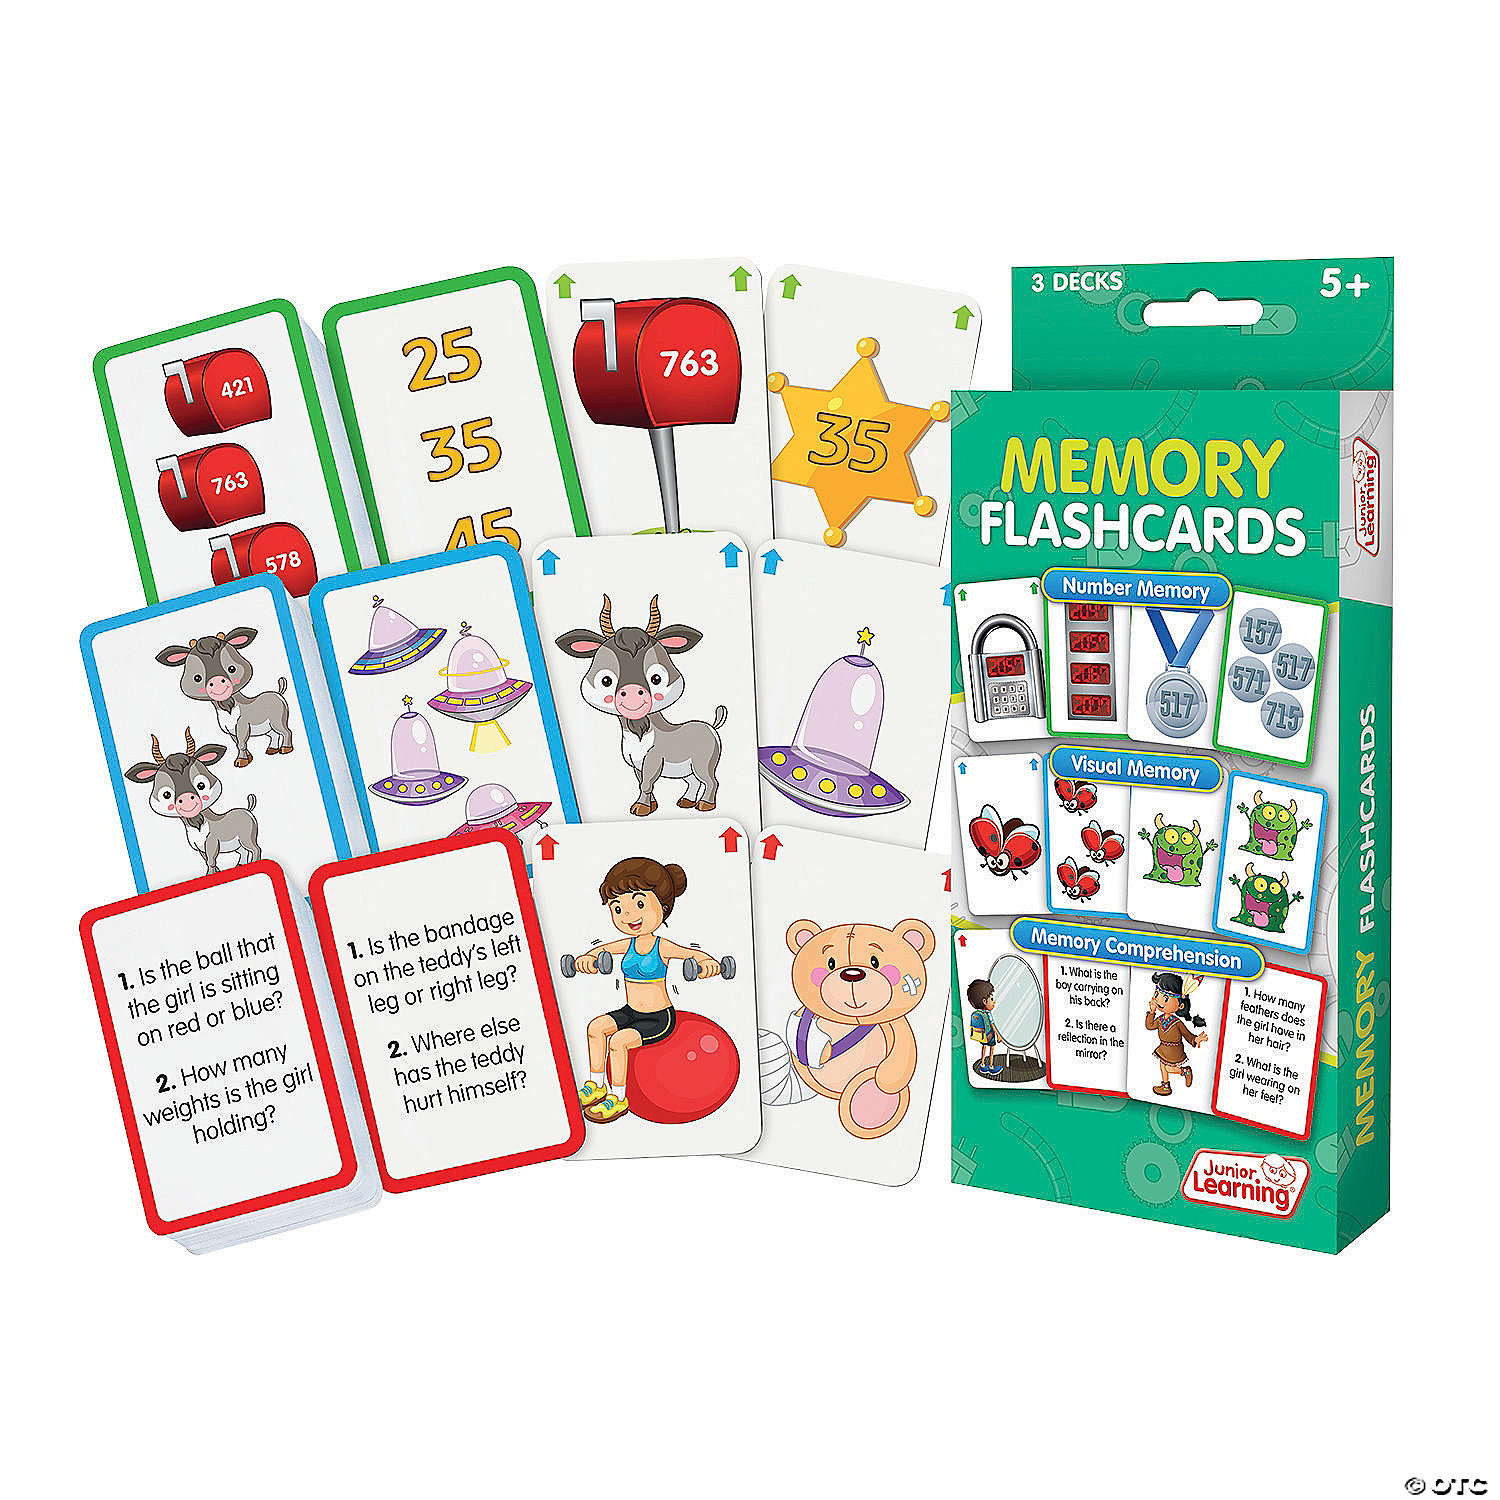 421
763
578
25
35
45
763
35
1. Is the ball that
the girl is sitting
on red or blue?
2. How many
weights is the girl
holding?
1. Is the bandage
on the teddy's left
leg or right leg?
2. Where else
has the teddy
hurt himself?
3 DECKS
5+
MEMORY
FLASHCARDS
Number Memory
2057
2057
2087
2097
517
157
517
571
715
Visual Memory
Memory Comprehension
1. What is the
boy carrying on
his back?
2. Is there a
reflection in the
mirror?
1. How many
feathers does
the girl have in
her hair?
2. What is the
girl wearing on
her feet?
Junior
Learning®
Junior
Learning
MEMORY FLASHCARDS
© OTC